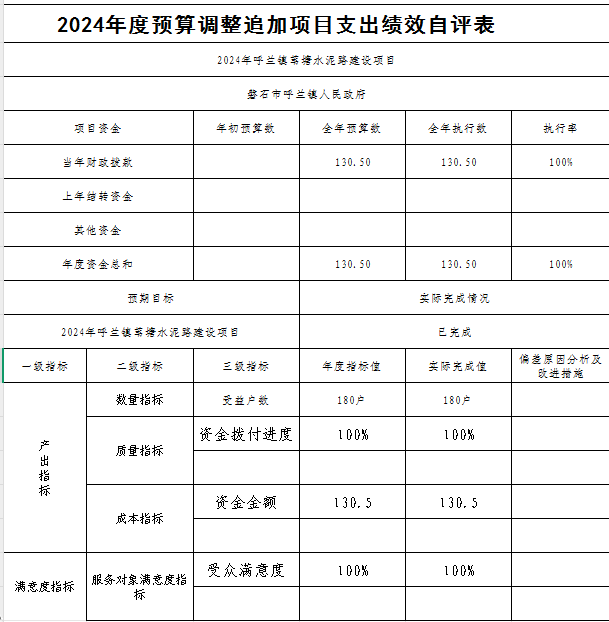 2024年度预算调整追加项目支出绩效自评表
2024年呼兰镇苇塘水泥路建设项目
磐石市呼兰镇人民政府
项目资金 年初预算数 全年预算数 全年执行数 执行率
当年财政拨款 130.50 130.50 100%
上年结转资金
其他资金
年度资金总和 130.50 130.50 100%
预期目标 实际完成情况
2024年呼兰镇苇塘水泥路建设项目 已完成
一级指标 二级指标 三级指标 年度指标值 实际完成值 偏差原因分析及
改进措施
产出指标 数量指标 受益户数 180户 180户
质量指标 资金拨付进度 100% 100%
成本指标 资金金额 130.5 130.5
满意度指标 服务对象满意度指
标 受众满意度 100% 100%